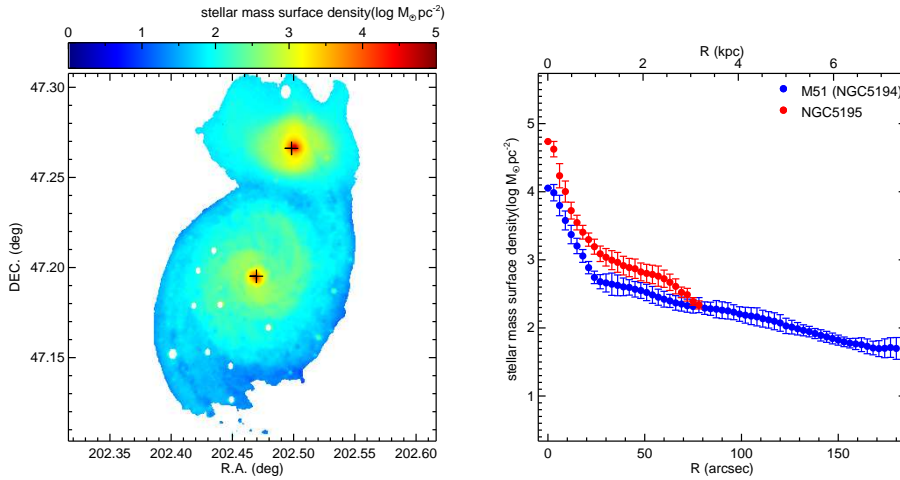 stellar mass surface density(log M⊙pc-2)
0 1 2 3 4 5
47.30
47.25
47.20
47.15
DEC. (deg)
202.35 202.40 202.45 202.50 202.55 202.60
R.A. (deg)
R (kpc)
0 2 4 6
M51 (NGC5194)
NGC5195
5
4
3
2
1
stellar mass surface density(log M⊙pc-2)
0 50 100 150
R (arcsec)